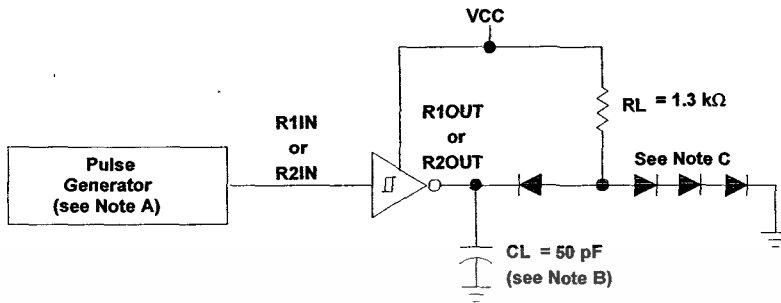 VCC
RL = 1.3 kΩ
R1IN
or
R2IN
R1OUT
or
R2OUT
Pulse
Generator
(see Note A)
See Note C
CL = 50 pF
(see Note B)